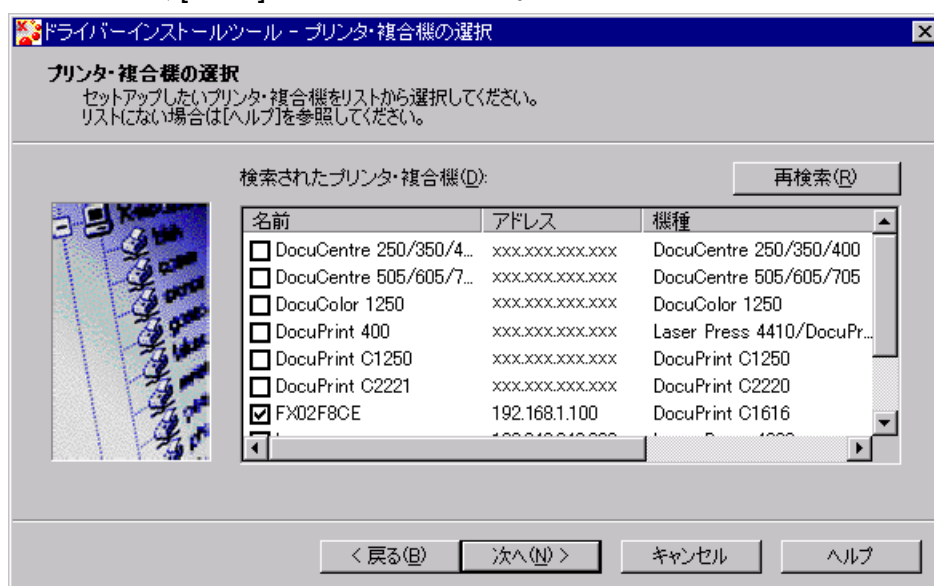 ドライバーインストールツール - プリンタ・複合機の選択
プリンタ・複合機の選択
セットアップしたいプリンタ・複合機をリストから選択してください。
リストにない場合は[ヘルプ]を参照してください。
検索されたプリンタ・複合機(D):
再検索(R)
名前 アドレス 機種
DocuCentre 250/350/4... xxx.xxx.xxx.xxx DocuCentre 250/350/400
DocuCentre 505/605/7... xxx.xxx.xxx.xxx DocuCentre 505/605/705
DocuColor 1250 xxx.xxx.xxx.xxx DocuColor 1250
DocuPrint 400 xxx.xxx.xxx.xxx Laser Press 4410/DocuPr...
DocuPrint C1250 xxx.xxx.xxx.xxx DocuPrint C1250
DocuPrint C2221 xxx.xxx.xxx.xxx DocuPrint C2220
FX02F8CE 192.168.1.100 DocuPrint C1616
< 戻る(B) 次へ(N) > キャンセル ヘルプ